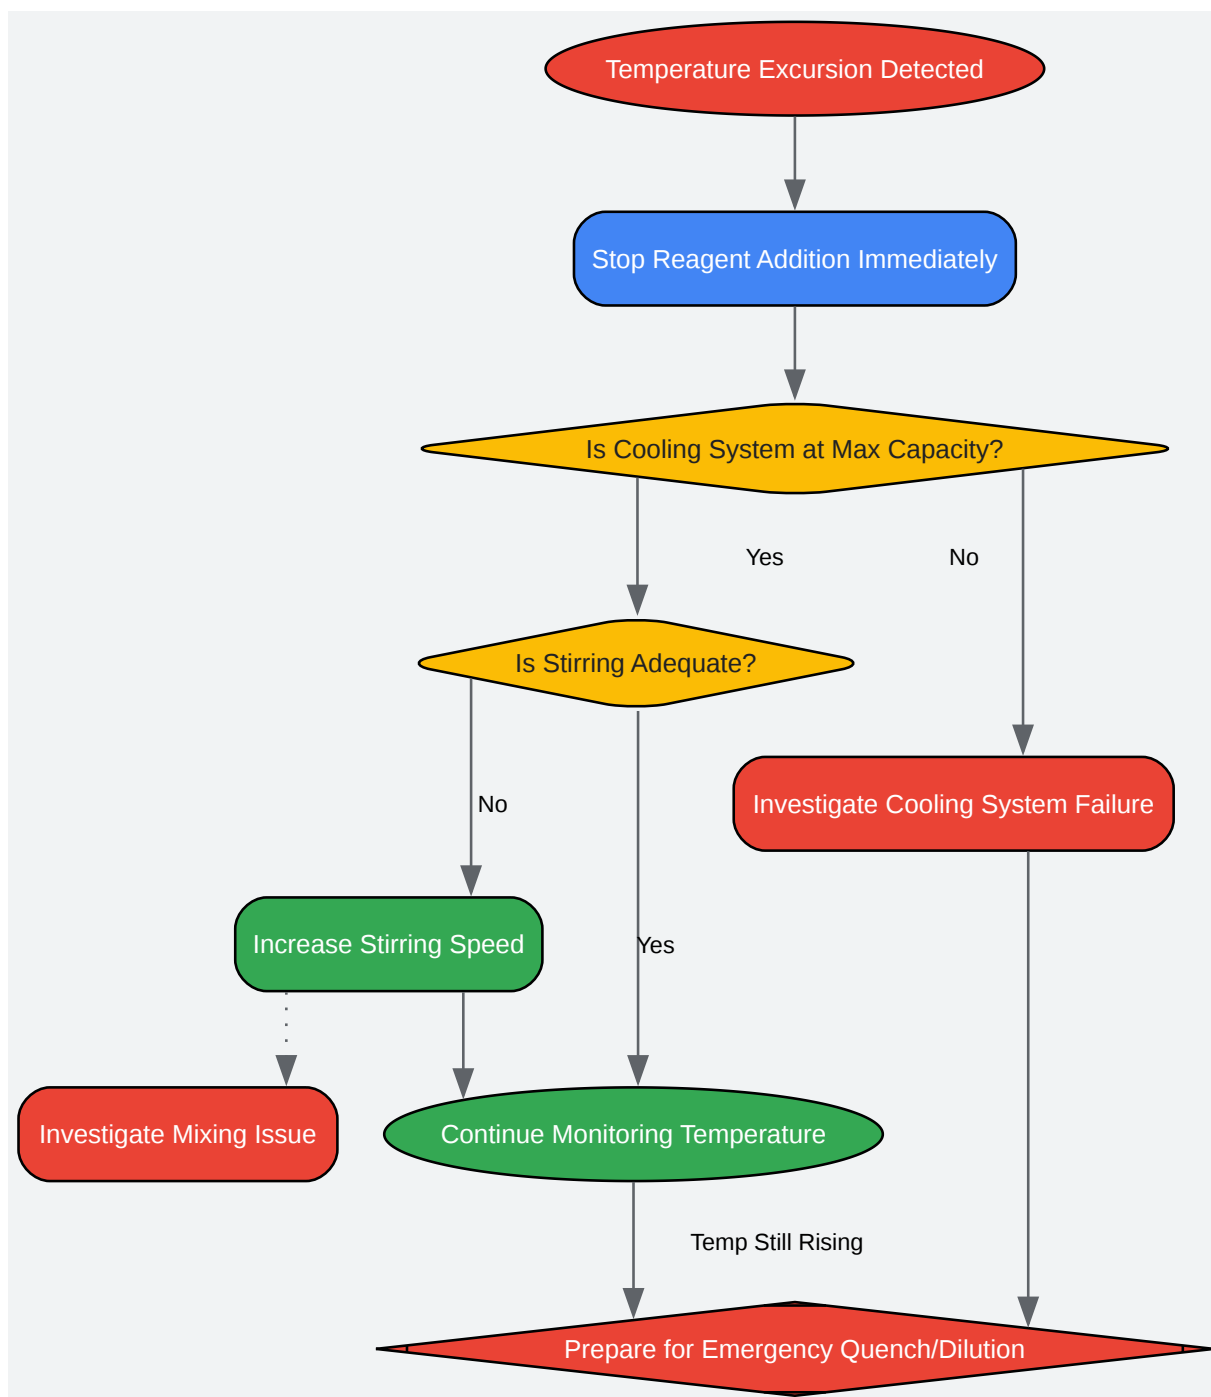 Temperature Excursion Detected
Stop Reagent Addition Immediately
Is Cooling System at Max Capacity?
Yes
No
Is Stirring Adequate?
No
Investigate Cooling System Failure
Increase Stirring Speed
Yes
Investigate Mixing Issue
Continue Monitoring Temperature
Temp Still Rising
Prepare for Emergency Quench/Dilution